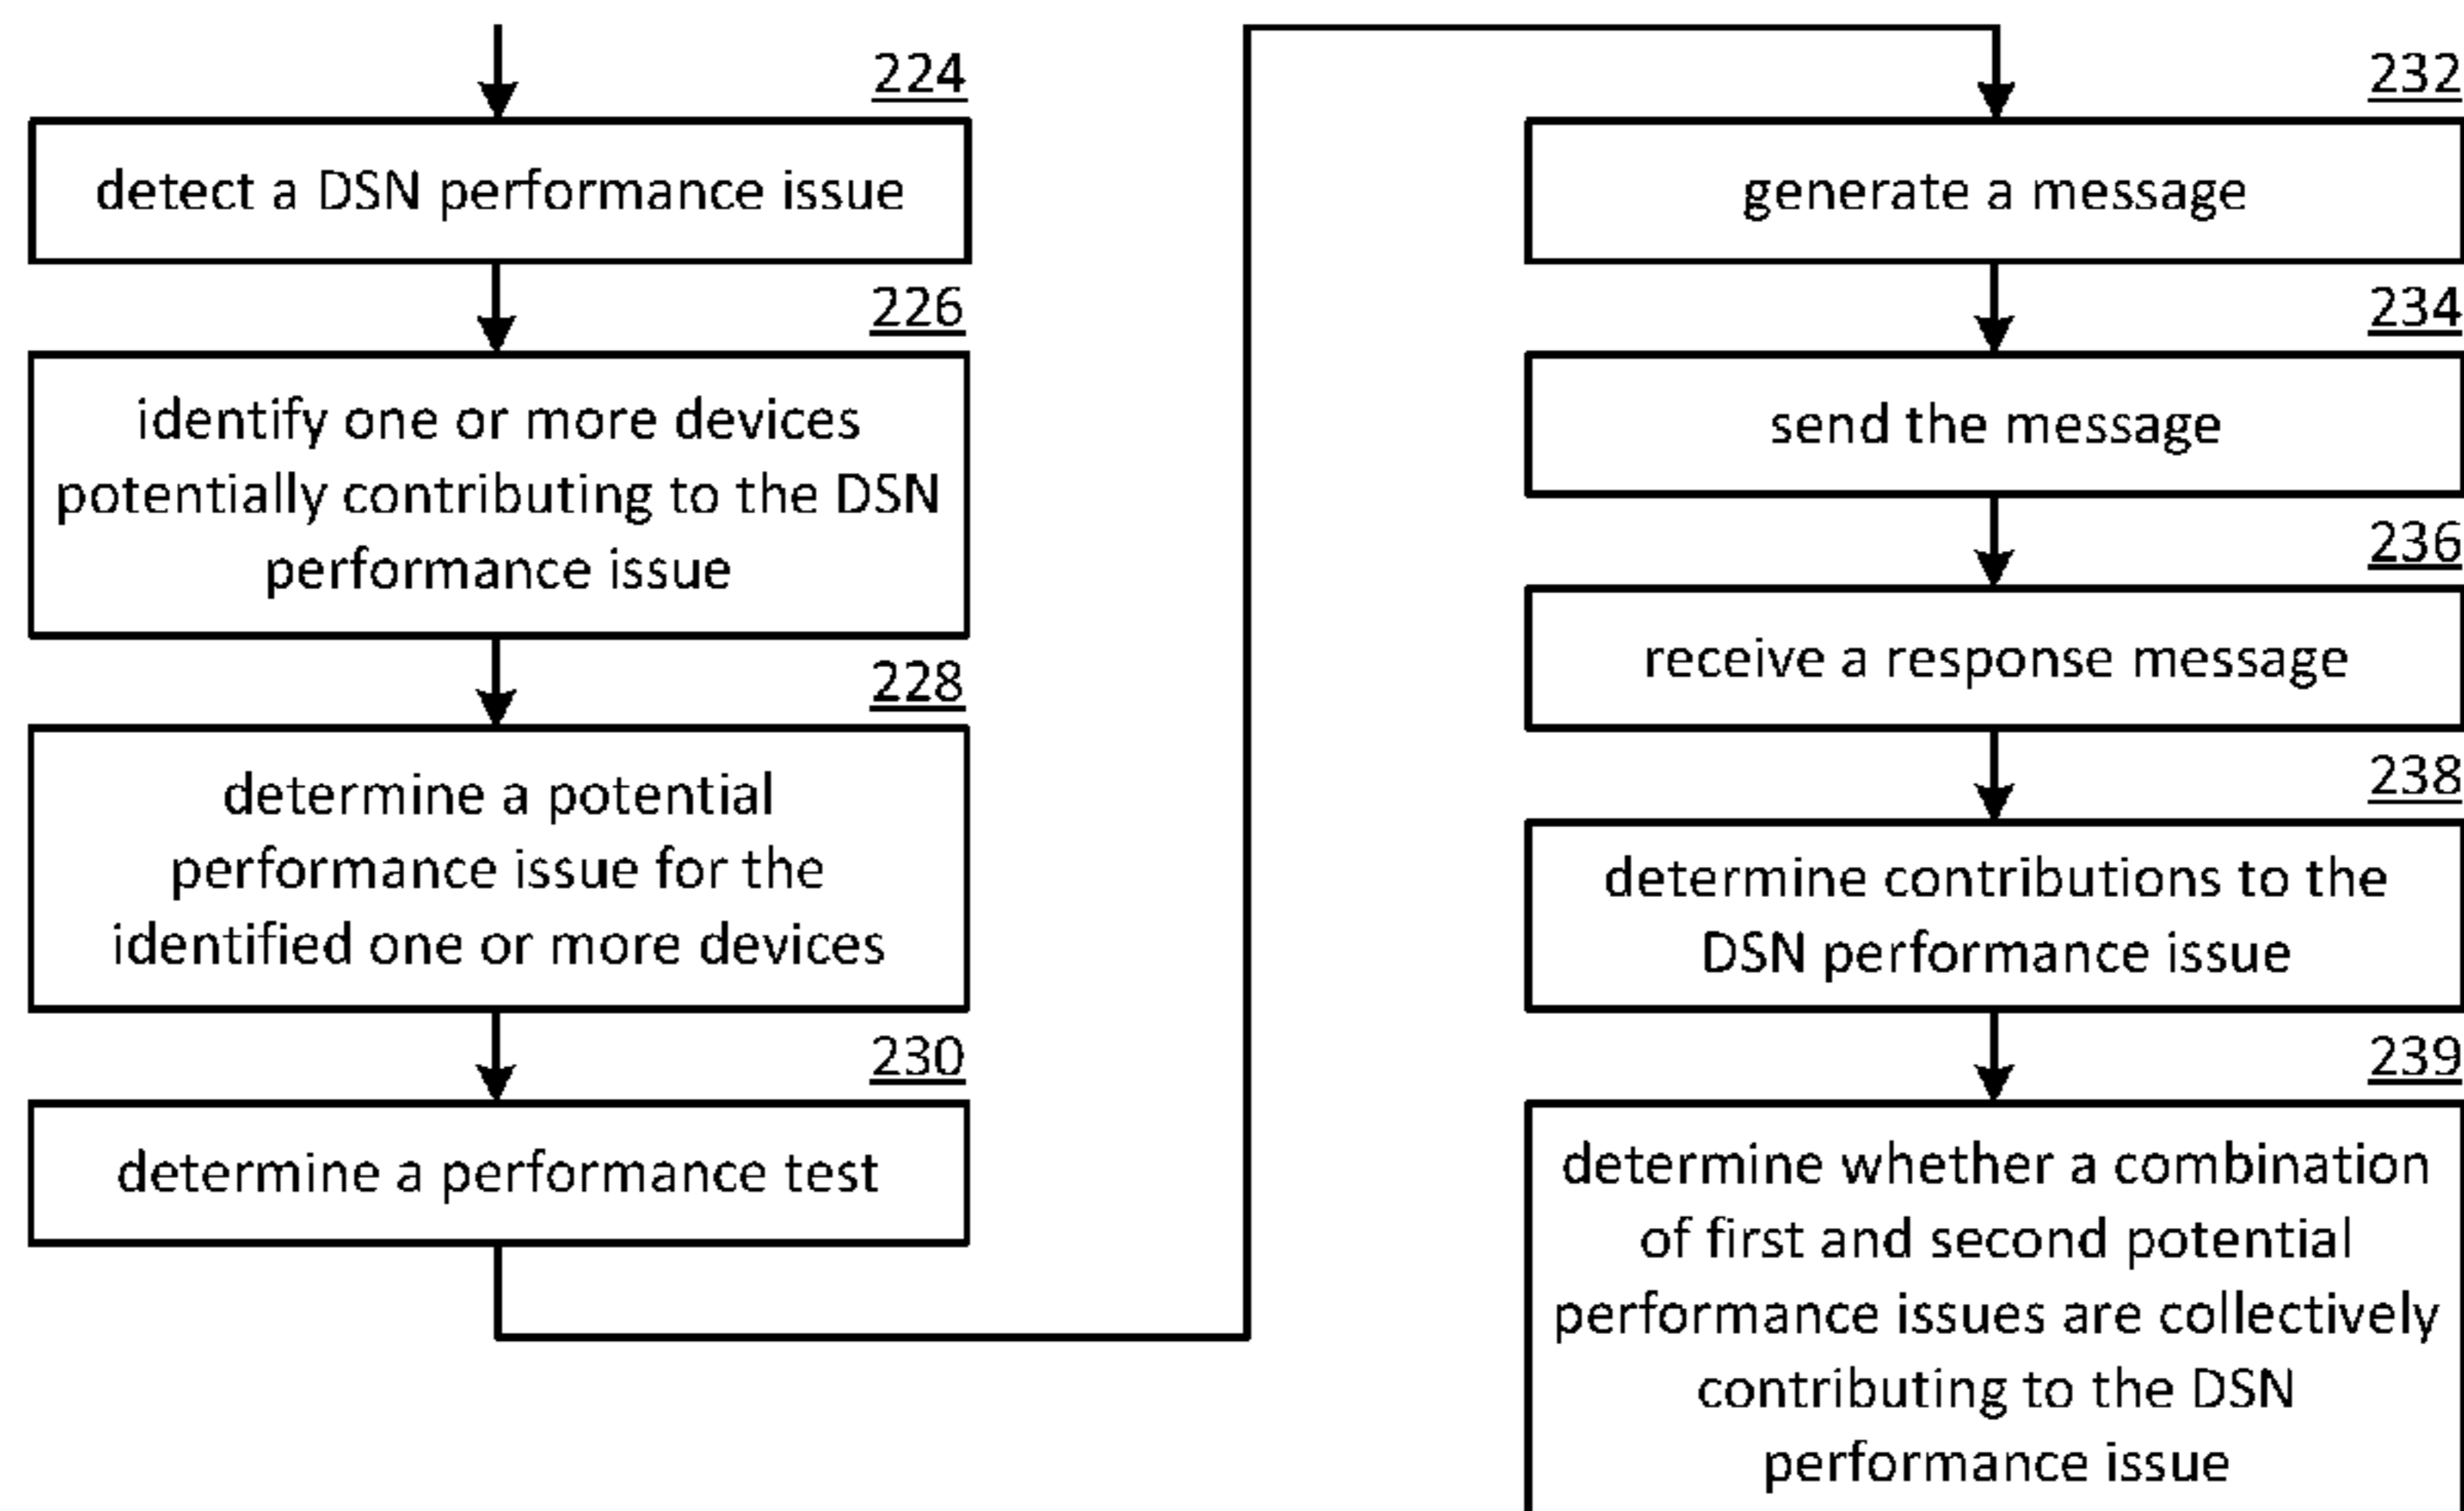 224
detect a DSN performance issue
226
identify one or more devices
potentially contributing to the DSN
performance issue
228
determine a potential
performance issue for the
identified one or more devices
230
determine a performance test
232
generate a message
234
send the message
236
receive a response message
238
determine contributions to the
DSN performance issue
239
determine whether a combination
of first and second potential
performance issues are collectively
contributing to the DSN
performance issue